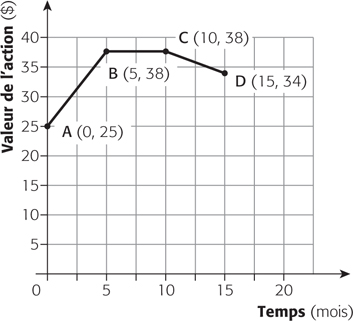 Valeur de l'action ($)
40
35
30
25
20
15
10
5
0
5
10
15
20
C (10, 38)
B (5, 38)
D (15, 34)
A (0, 25)
Temps (mois)